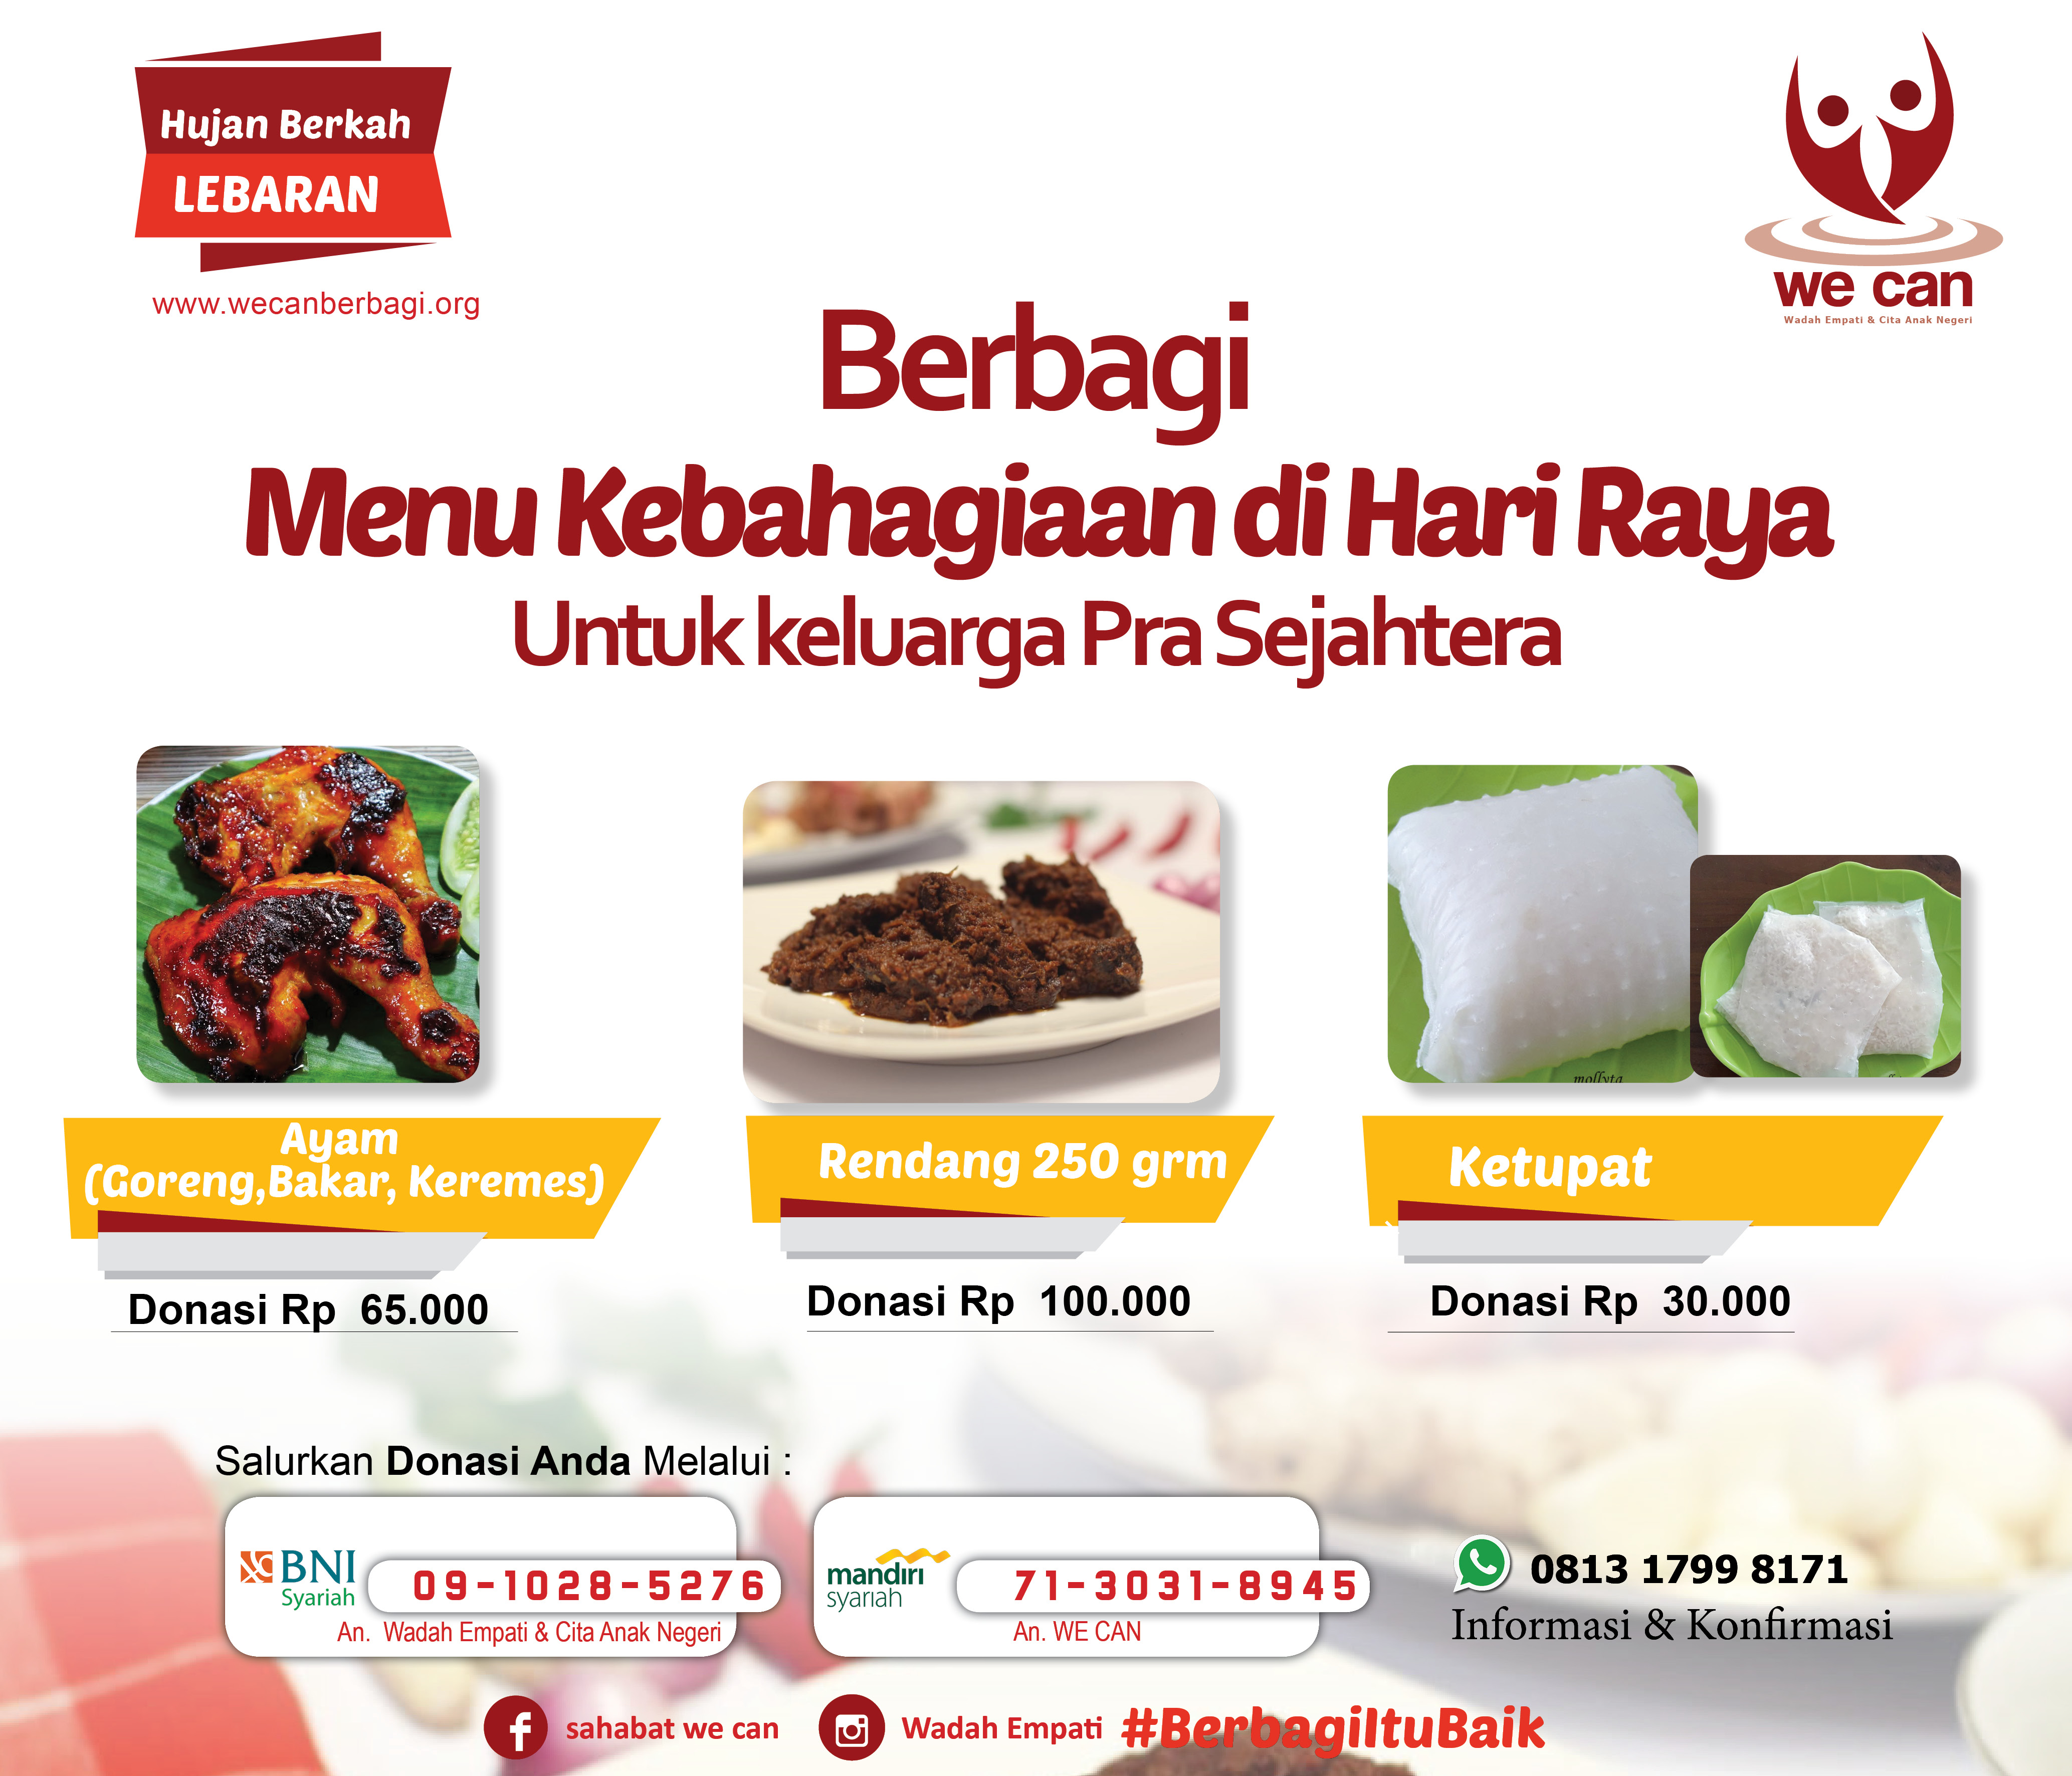 Hujan Berkah
LEBARAN
www.wecanberbagi.org
we can
Wadah Empati & Cita Anak Negeri
Berbagi
Menu Kebahagiaan di Hari Raya
Untuk keluarga Pra Sejahtera
mollyta
Ayam
(Goreng,Bakar, Keremes)
Donasi Rp 65.000
Rendang 250 grm
Donasi Rp 100.000
Ketupat
Donasi Rp 30.000
Salurkan Donasi Anda Melalui :
BNI
Syariah
09-1028-5276
An. Wadah Empati & Cita Anak Negeri
mandiri
syariah
71-3031-8945
An. WE CAN
0813 1799 8171
Informasi & Konfirmasi
sahabat we can
Wadah Empati
#BerbagiItuBaik